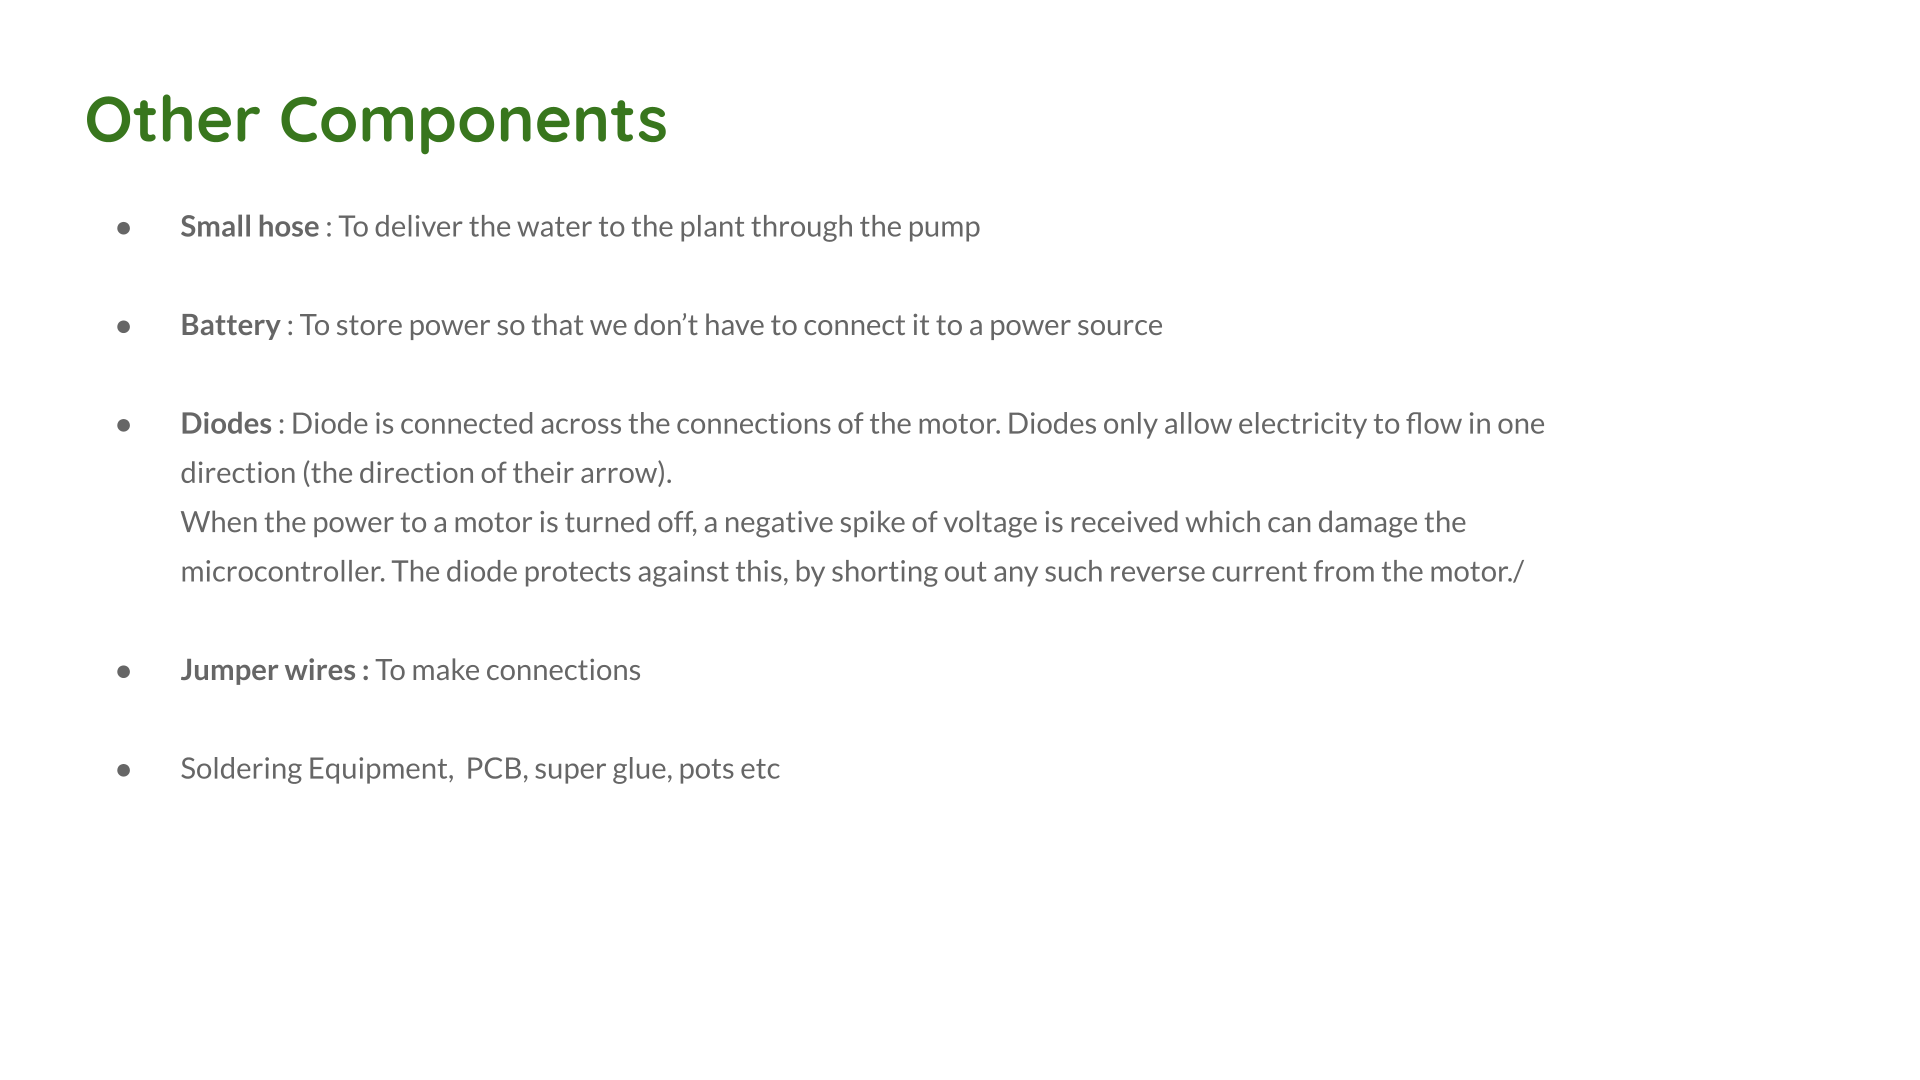 Other Components
● Small hose : To deliver the water to the plant through the pump
● Battery : To store power so that we don’t have to connect it to a power source
● Diodes : Diode is connected across the connections of the motor. Diodes only allow electricity to flow in one
direction (the direction of their arrow).
When the power to a motor is turned off, a negative spike of voltage is received which can damage the
microcontroller. The diode protects against this, by shorting out any such reverse current from the motor./
● Jumper wires : To make connections
● Soldering Equipment,  PCB, super glue, pots etc